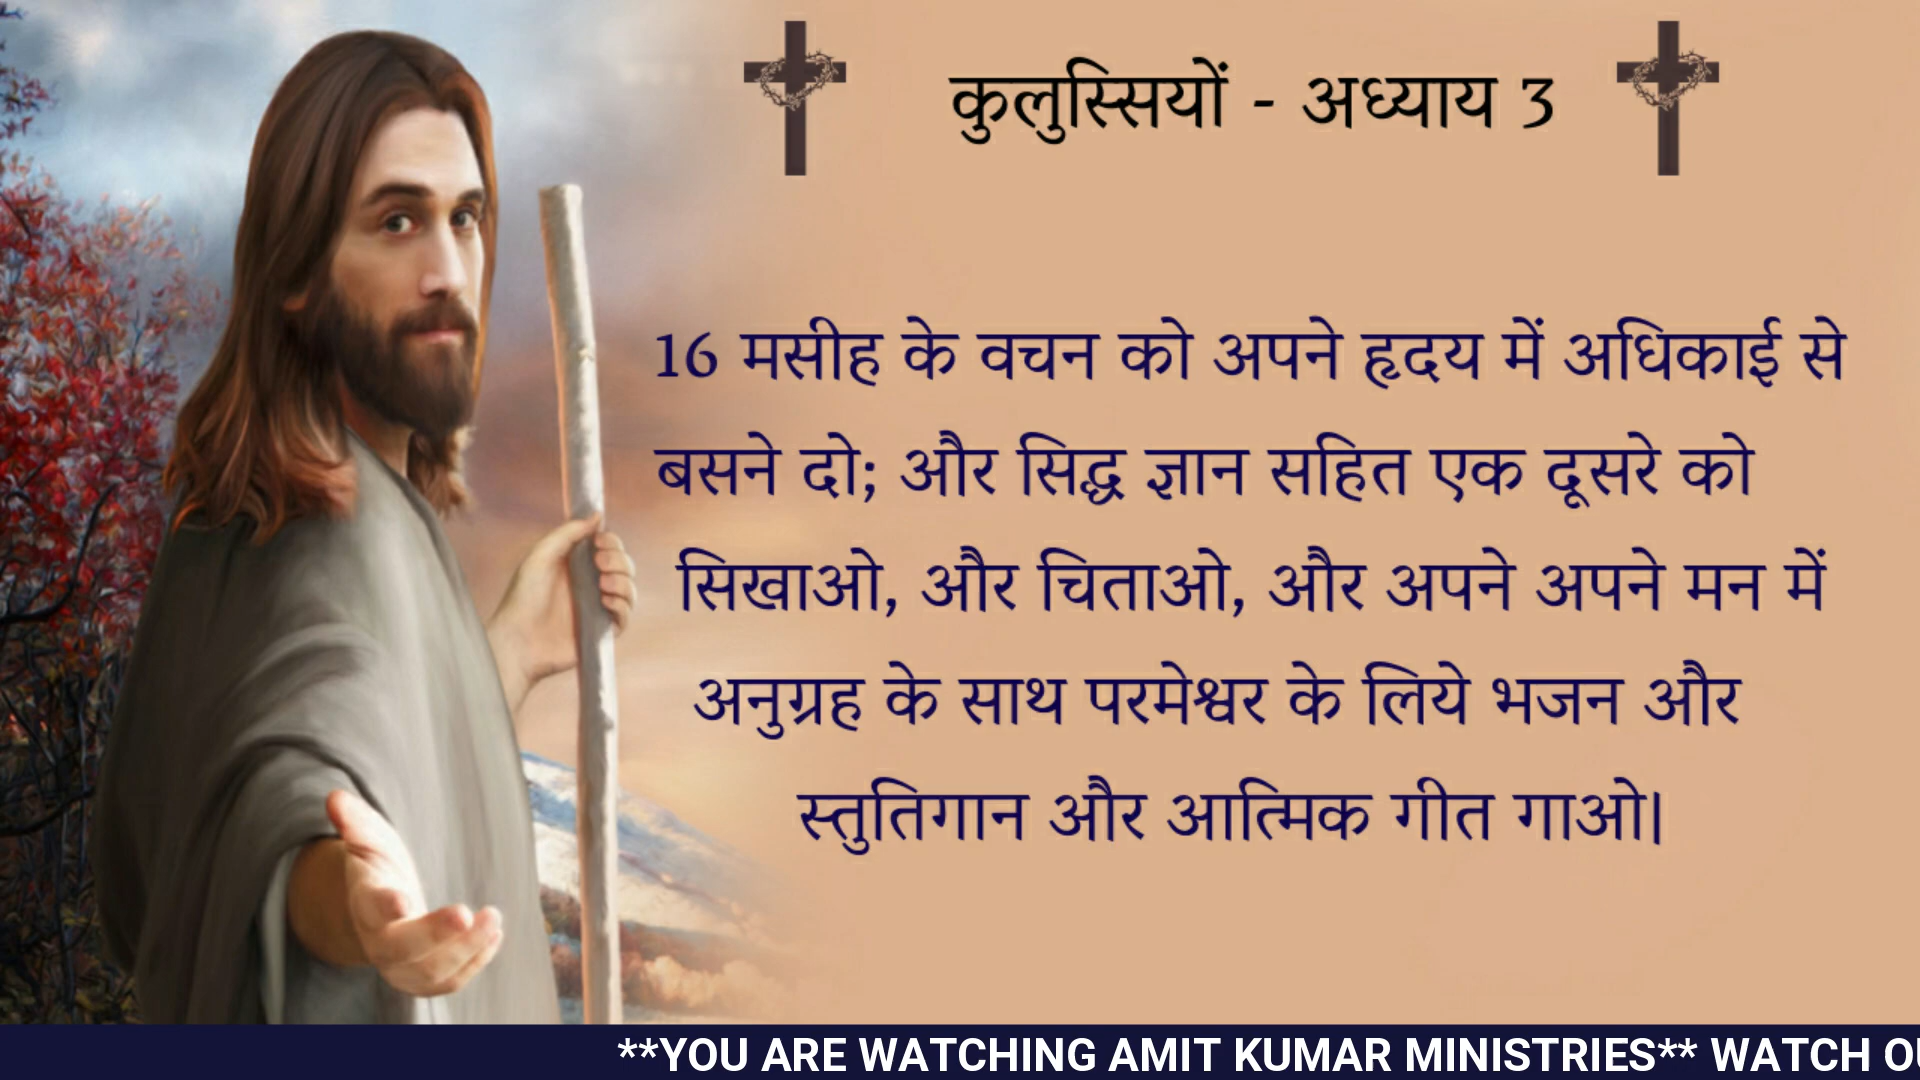 कुलुस्सियों - अध्याय 3
16 मसीह के वचन को अपने हृदय में अधिकाई से
बसने दो; और सिद्ध ज्ञान सहित एक दूसरे को
सिखाओ, और चिताओ, और अपने अपने मन में
अनुग्रह के साथ परमेश्वर के लिये भजन और
स्तुतिगान और आत्मिक गीत गाओ।
**YOU ARE WATCHING AMIT KUMAR MINISTRIES** WATCH